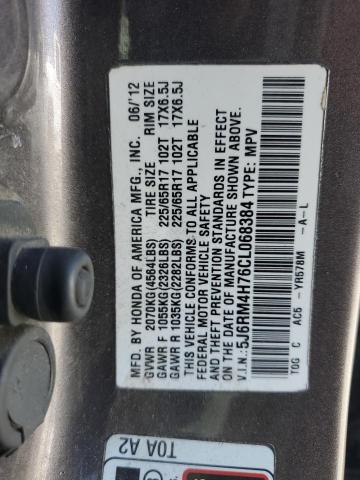 MFD. BY HONDA OF AMERICA MFG., INC. 06/'12
TIRE SIZE RIM SIZE
GVWR 2070KG(4564LBS)
GAWR F 1055KG(2326LBS) 225/65R17 102T 17X6.5J
GAWR R 1035KG(2282LBS) 225/65R17 102T 17X6.5J
THIS VEHICLE CONFORMS TO ALL APPLICABLE
FEDERAL MOTOR VEHICLE SAFETY
AND THEFT PREVENTION STANDARDS IN EFFECT
ON THE DATE OF MANUFACTURE SHOWN ABOVE.
V.I.N.: 5J6RM4H76CL068384 TYPE: MPV
T0G C AC5 YR578M -A-L
T0A A2